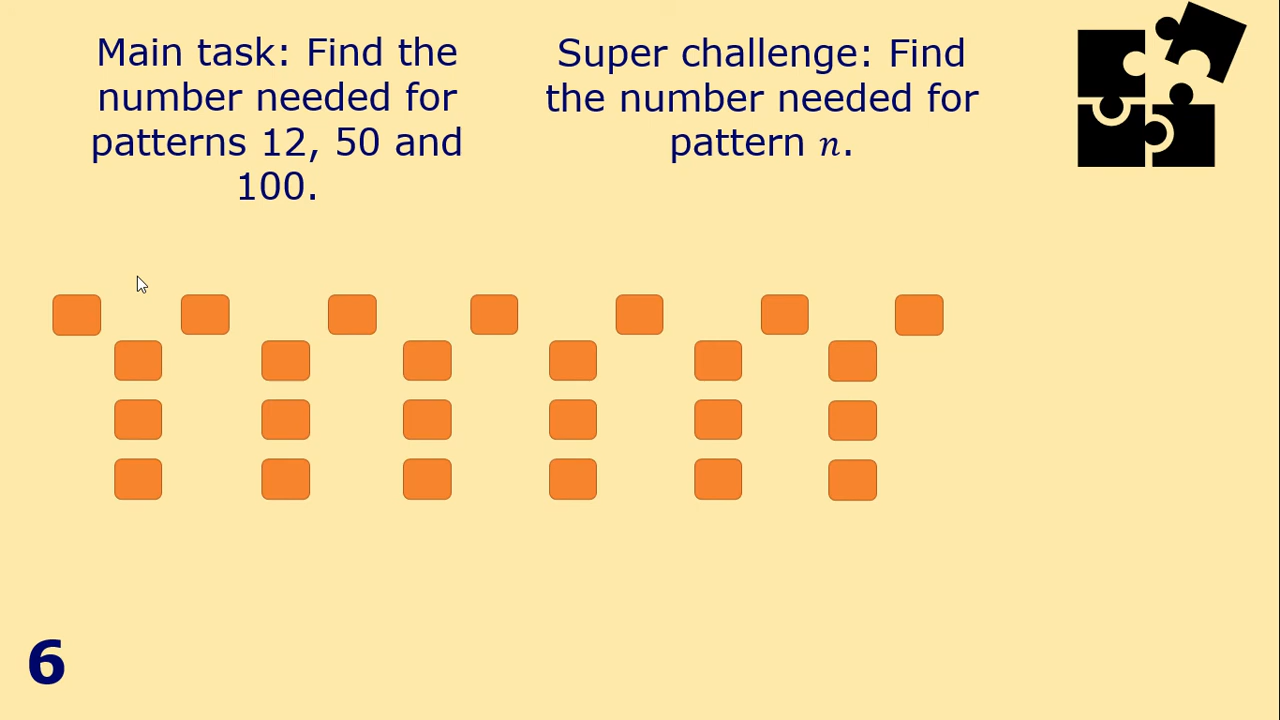 Main task: Find the
number needed for
patterns 12, 50 and
100.
Super challenge: Find
the number needed for
pattern n.
6